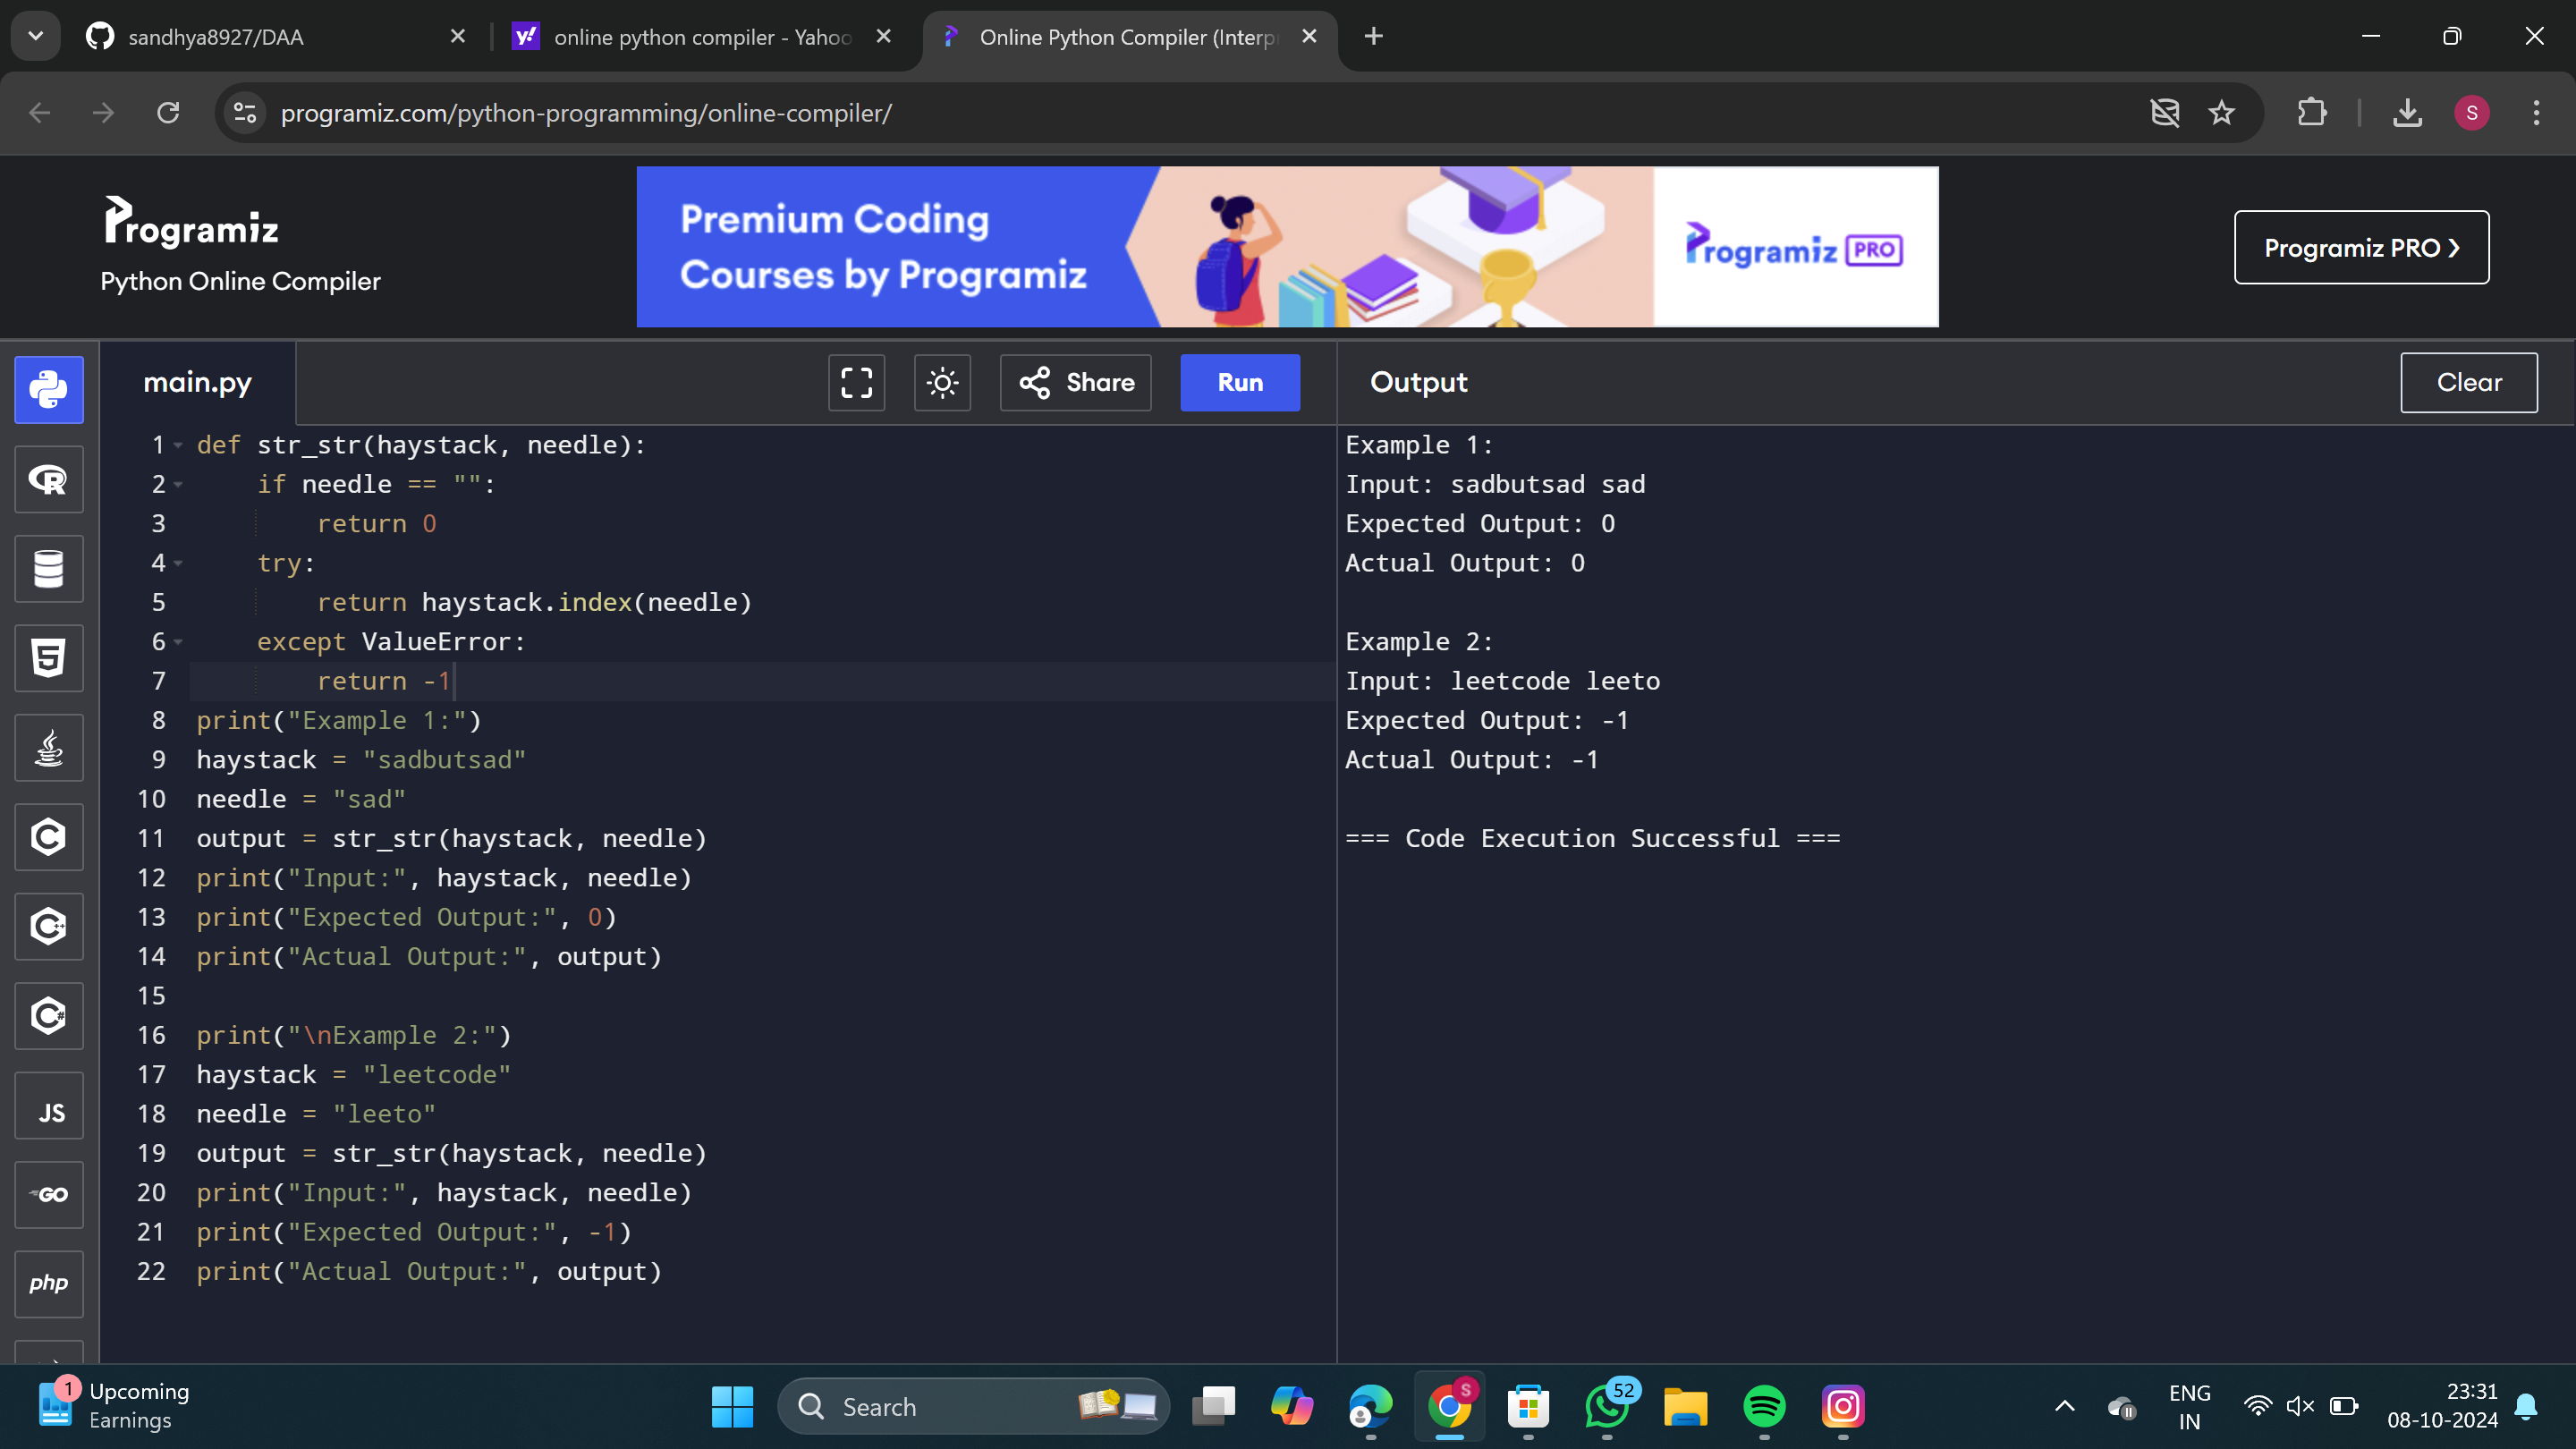 sandhya8927/DAA
online python compiler - Yahoo
Online Python Compiler (Interp
programiz.com/python-programming/online-compiler/
S
Programiz
Python Online Compiler
Premium Coding
Courses by Programiz
Programiz PRO
Programiz PRO
main.py
Share
Run
Output
Clear
1 def str_str(haystack, needle):
2     if needle == "":
3         return 0
4     try:
5         return haystack.index(needle)
6     except ValueError:
7         return -1
8 print("Example 1:")
9 haystack = "sadbutsad"
10 needle = "sad"
11 output = str_str(haystack, needle)
12 print("Input:", haystack, needle)
13 print("Expected Output:", 0)
14 print("Actual Output:", output)
15
16 print("\nExample 2:")
17 haystack = "leetcode"
18 needle = "leeto"
19 output = str_str(haystack, needle)
20 print("Input:", haystack, needle)
21 print("Expected Output:", -1)
22 print("Actual Output:", output)
Example 1:
Input: sadbutsad sad
Expected Output: 0
Actual Output: 0
Example 2:
Input: leetcode leeto
Expected Output: -1
Actual Output: -1
=== Code Execution Successful ===
R
5
C
C++
C#
JS
GO
php
1
Upcoming
Earnings
Search
S
52
ENG
IN
23:31
08-10-2024